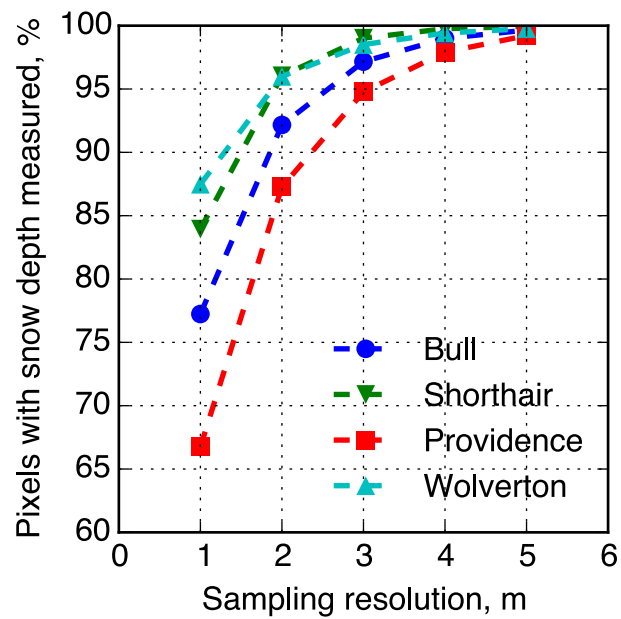 Pixels with snow depth measured, %
100
95
90
85
80
75
70
65
60
Bull
Shorthair
Providence
Wolverton
0 1 2 3 4 5 6
Sampling resolution, m